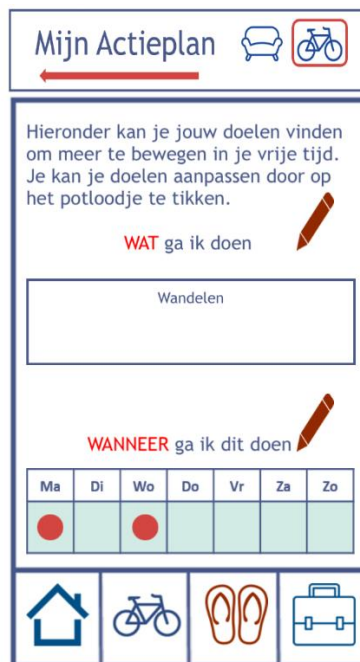 Mijn Actieplan
Hieronder kan je jouw doelen vinden
om meer te bewegen in je vrije tijd.
Je kan je doelen aanpassen door op
het potloodje te tikken.
WAT ga ik doen
Wandelen
WANNEER ga ik dit doen
Ma Di Wo Do Vr Za Zo